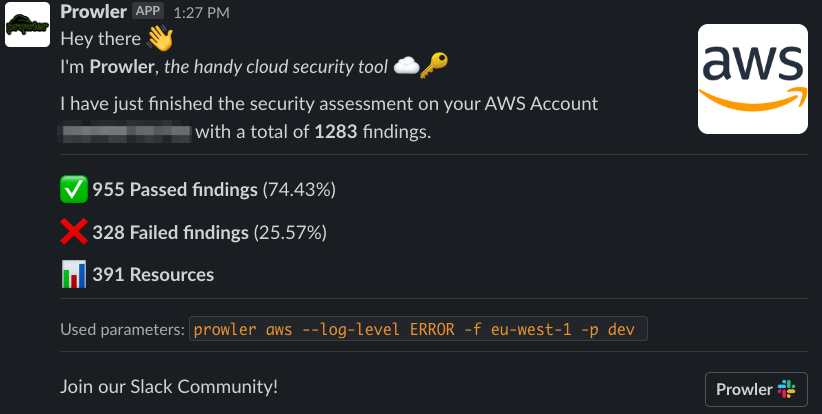 Prowler APP 1:27 PM
Hey there 👋
I'm Prowler, the handy cloud security tool ☁️🔑
aws
I have just finished the security assessment on your AWS Account
with a total of 1283 findings.
✅ 955 Passed findings (74.43%)
❌ 328 Failed findings (25.57%)
📊 391 Resources
Used parameters: prowler aws --log-level ERROR -f eu-west-1 -p dev
Join our Slack Community!
Prowler